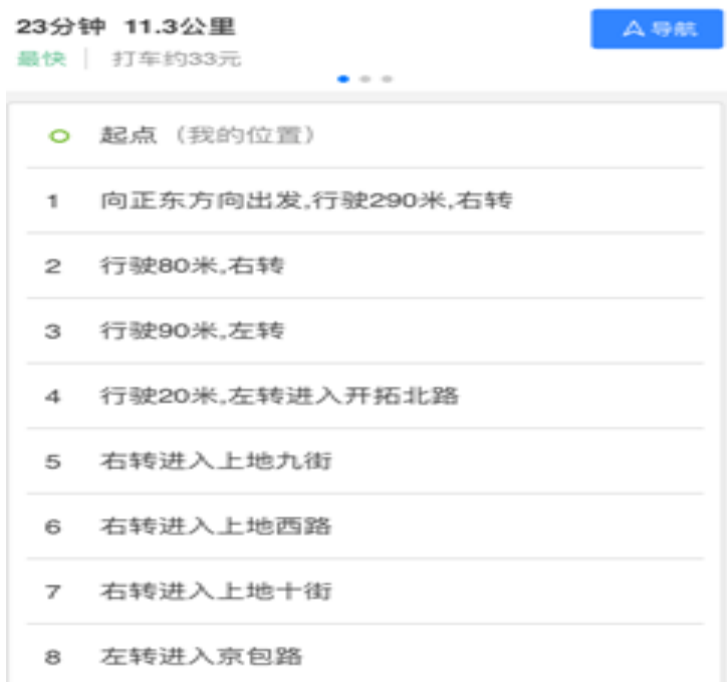 23分钟 11.3公里
导航
最快 打车约33元
起点（我的位置）
1 向正东方向出发,行驶290米,右转
2 行驶80米,右转
3 行驶90米,左转
4 行驶20米,左转进入开拓北路
5 右转进入上地九街
6 右转进入上地西路
7 右转进入上地十街
8 左转进入京包路